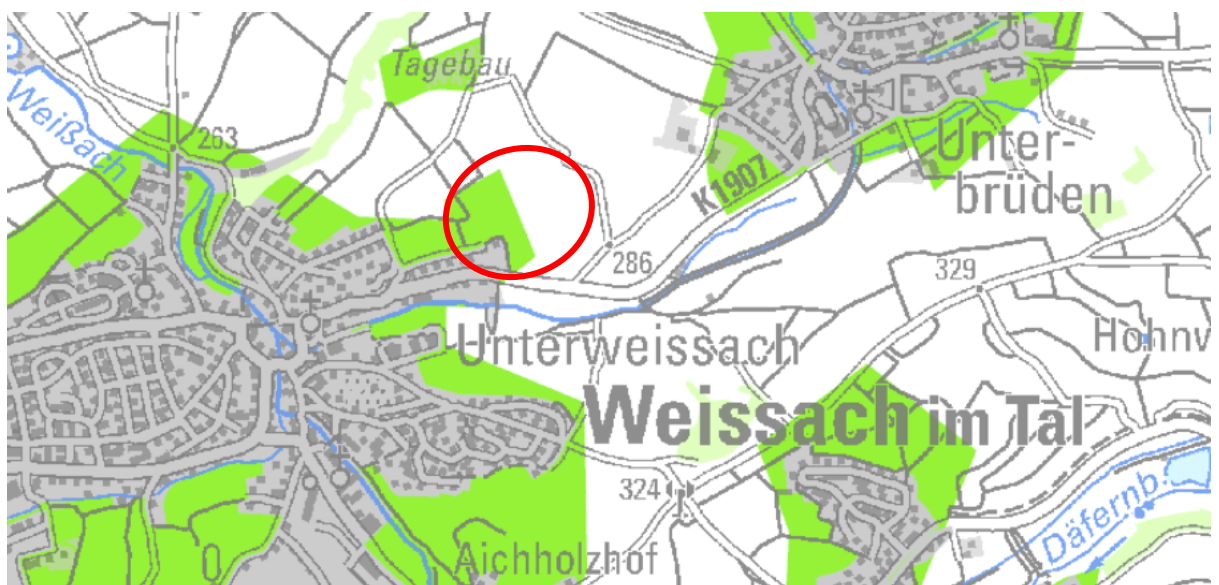 Tagebau
Weißach
263
K1907
Unter-
brüden
286
329
Unterweissach
Hohnw
Weissach im Tal
324
Däfernb.
Aichholzhof